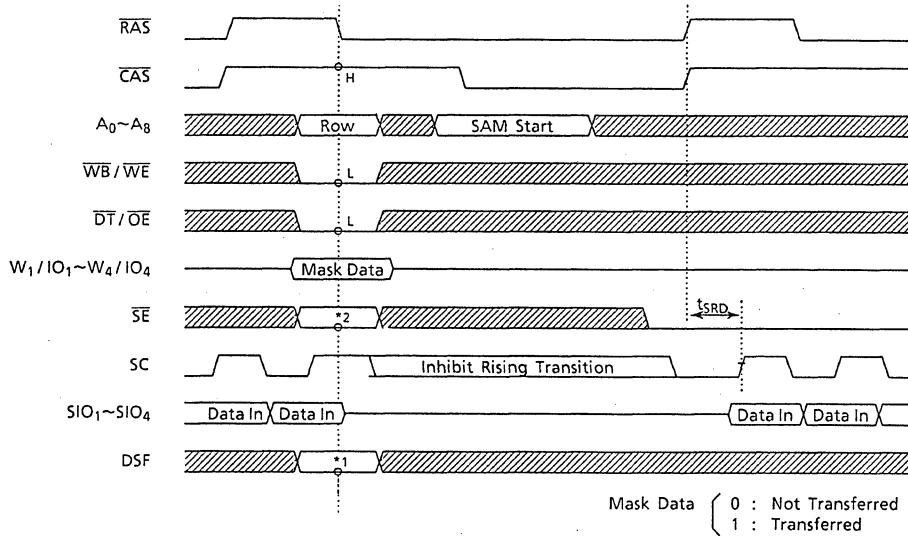 RAS
CAS
H
A0~A8
Row
SAM Start
WB / WE
L
DT / OE
L
W1 / IO1~W4 / IO4
Mask Data
SE
*2
tSRD
SC
Inhibit Rising Transition
SIO1~SIO4
Data In
Data In
Data In
Data In
DSF
*1
Mask Data
0 : Not Transferred
1 : Transferred